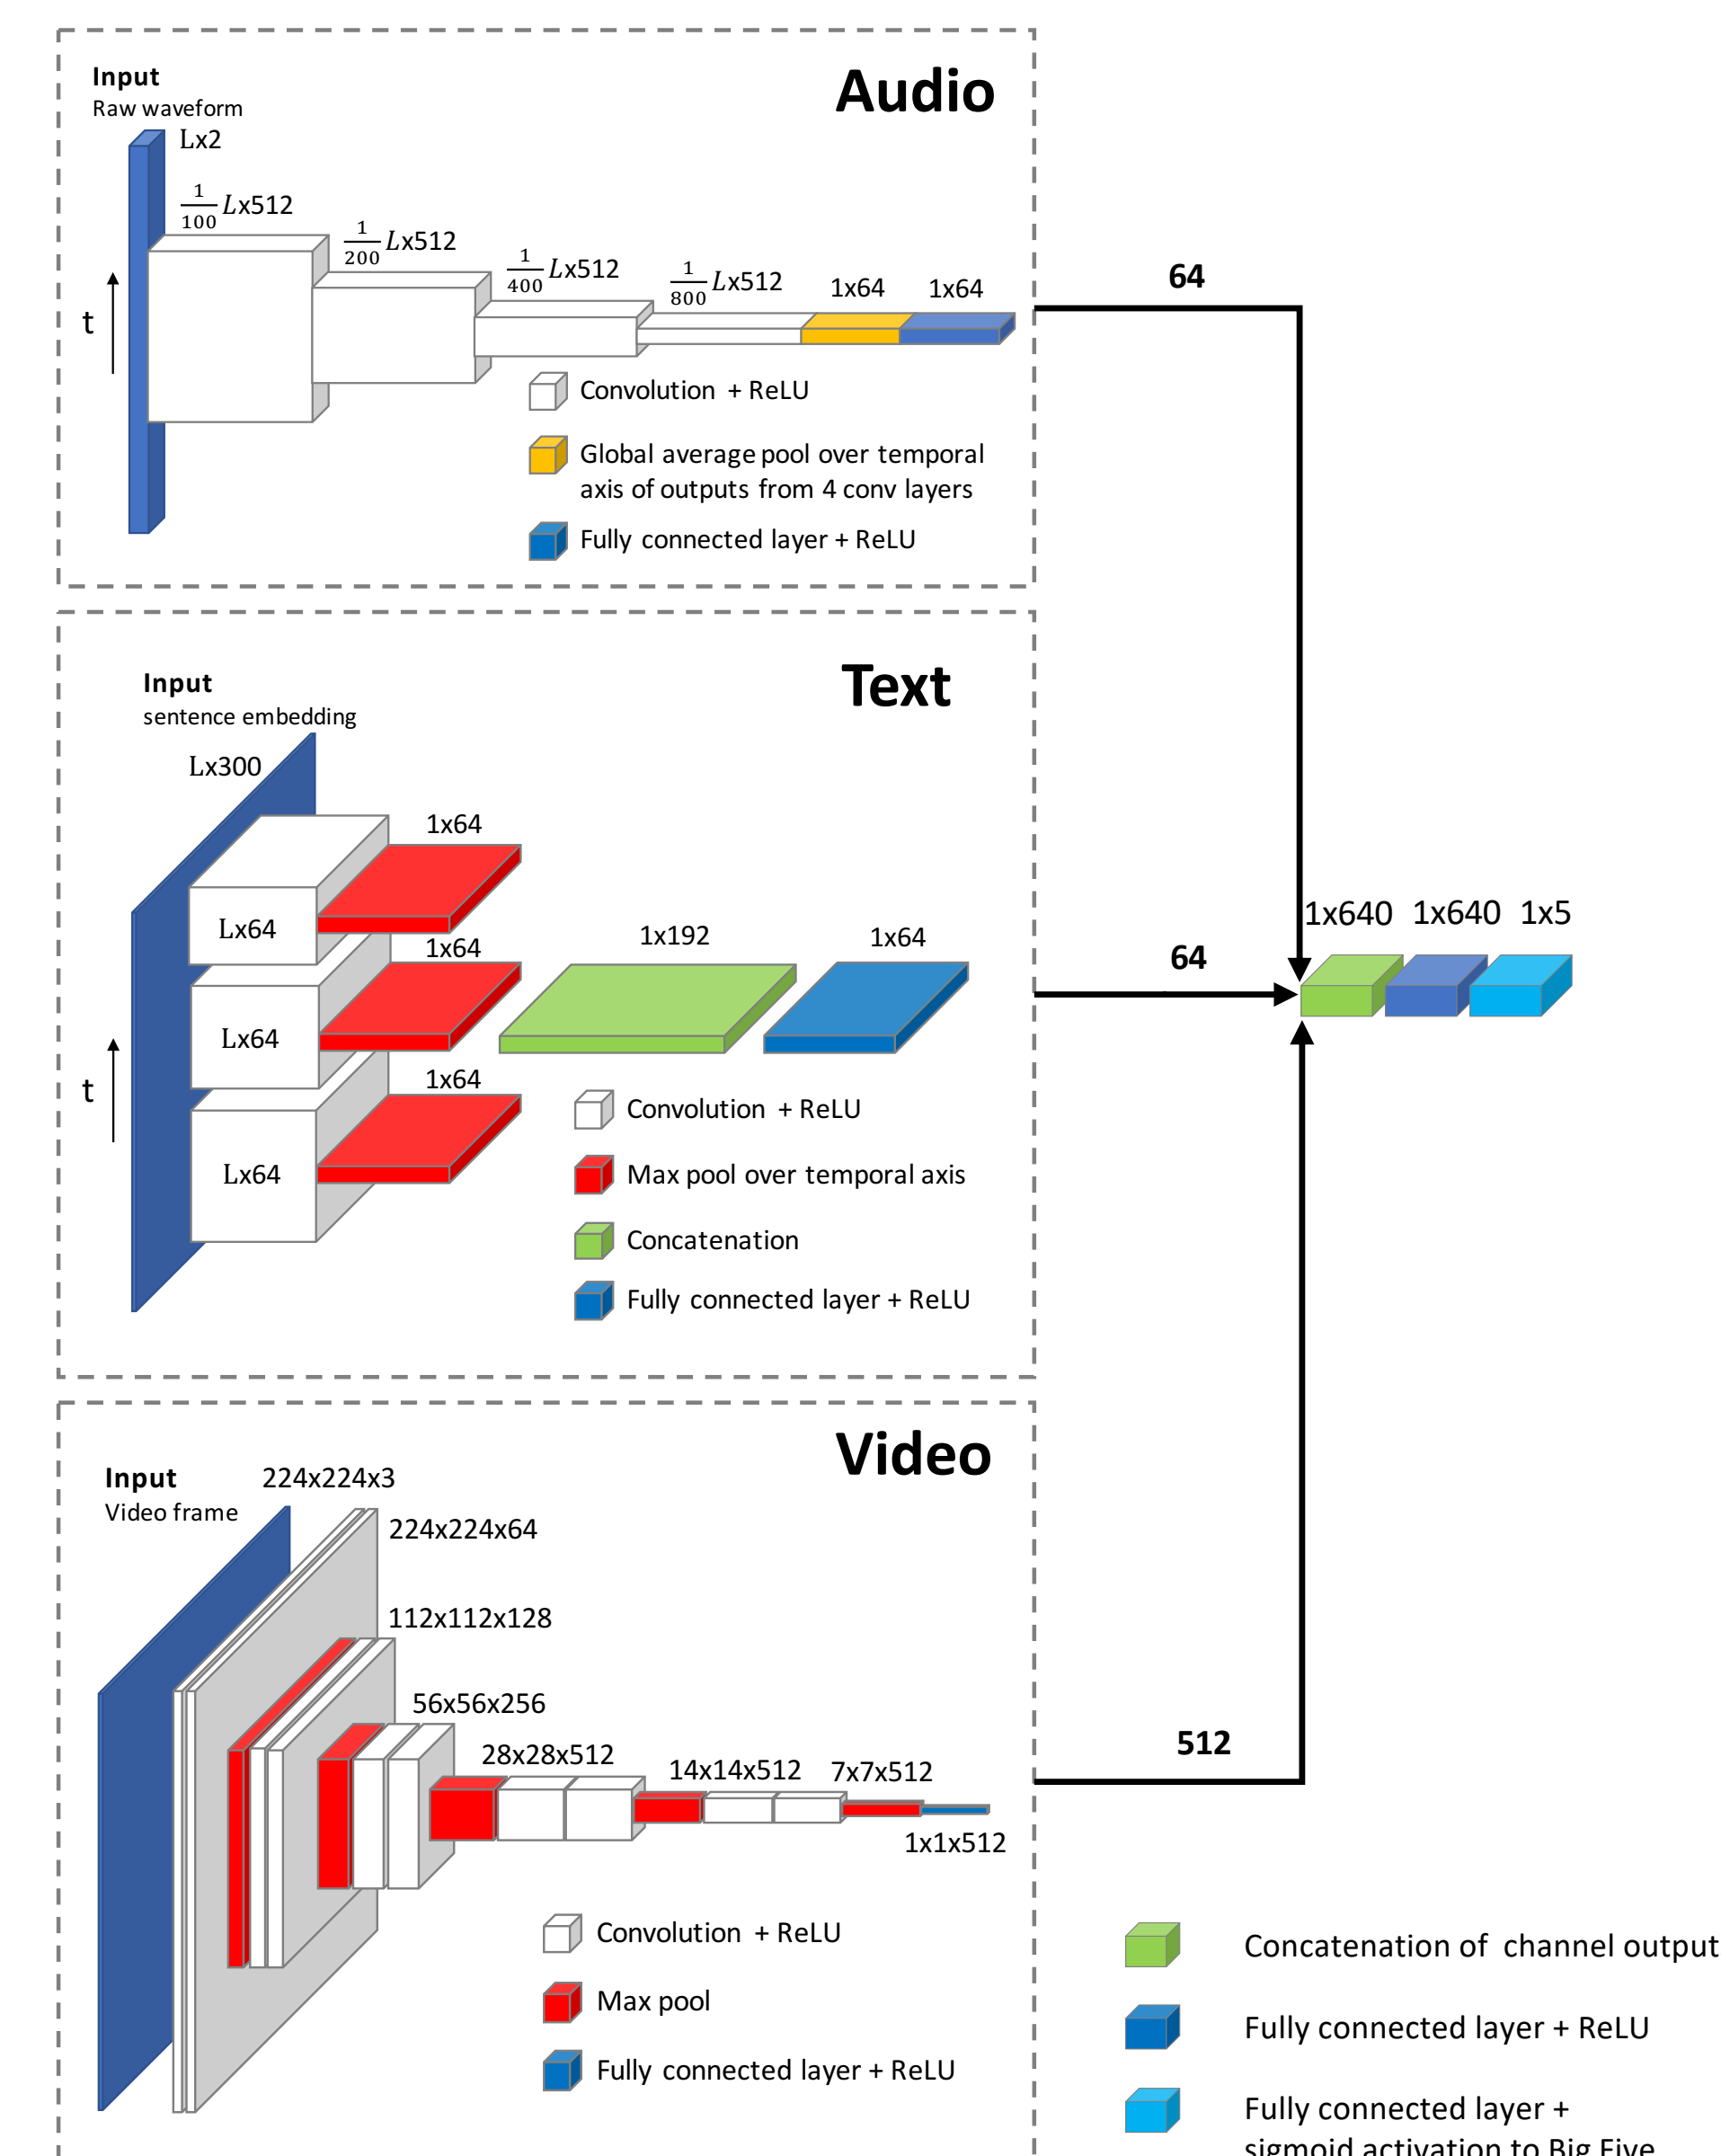 Audio
Input
Raw waveform
Lx2
1/100 Lx512
1/200 Lx512
1/400 Lx512
1/800 Lx512
1x64
1x64
t
Convolution + ReLU
Global average pool over temporal
axis of outputs from 4 conv layers
Fully connected layer + ReLU
64
Text
Input
sentence embedding
Lx300
1x64
Lx64
1x64
Lx64
1x64
Lx64
1x192
1x64
t
Convolution + ReLU
Max pool over temporal axis
Concatenation
Fully connected layer + ReLU
64
1x640 1x640 1x5
Video
Input
Video frame
224x224x3
224x224x64
112x112x128
56x56x256
28x28x512
14x14x512
7x7x512
1x1x512
Convolution + ReLU
Max pool
Fully connected layer + ReLU
512
Concatenation of channel output
Fully connected layer + ReLU
Fully connected layer +
sigmoid activation to Big Five